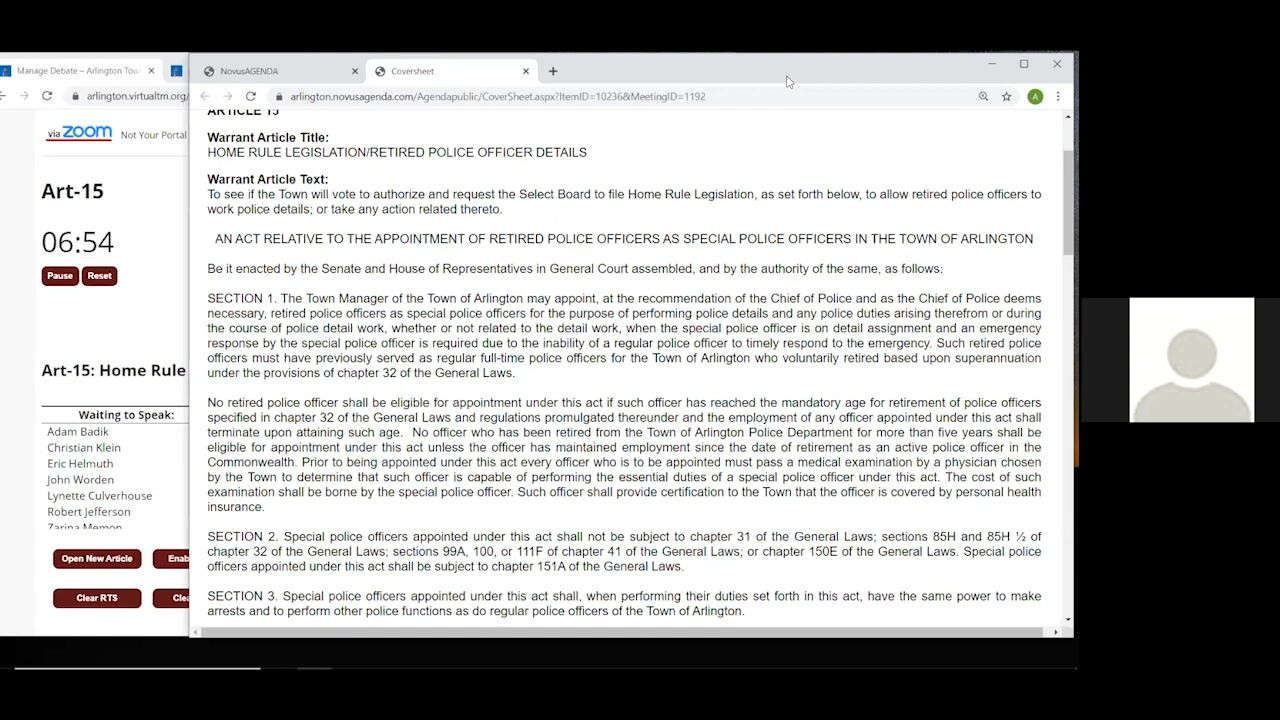 Manage Debate – Arlington Tow
NovusAGENDA
Coversheet
arlington.virtualtm.org/
arlington.novusagenda.com/Agendapublic/CoverSheet.aspx?ItemID=10236&MeetingID=1192
A
via zoom Not Your Portal
Art-15
06:54
Pause Reset
Art-15: Home Rule
Waiting to Speak:
Adam Badik
Christian Klein
Eric Helmuth
John Worden
Lynette Culverhouse
Robert Jefferson
Zarina Memon
Open New Article Enab
Clear RTS Clea
ARTICLE 15
Warrant Article Title:
HOME RULE LEGISLATION/RETIRED POLICE OFFICER DETAILS
Warrant Article Text:
To see if the Town will vote to authorize and request the Select Board to file Home Rule Legislation, as set forth below, to allow retired police officers to
work police details; or take any action related thereto.
AN ACT RELATIVE TO THE APPOINTMENT OF RETIRED POLICE OFFICERS AS SPECIAL POLICE OFFICERS IN THE TOWN OF ARLINGTON
Be it enacted by the Senate and House of Representatives in General Court assembled, and by the authority of the same, as follows:
SECTION 1. The Town Manager of the Town of Arlington may appoint, at the recommendation of the Chief of Police and as the Chief of Police deems
necessary, retired police officers as special police officers for the purpose of performing police details and any police duties arising therefrom or during
the course of police detail work, whether or not related to the detail work, when the special police officer is on detail assignment and an emergency
response by the special police officer is required due to the inability of a regular police officer to timely respond to the emergency. Such retired police
officers must have previously served as regular full-time police officers for the Town of Arlington who voluntarily retired based upon superannuation
under the provisions of chapter 32 of the General Laws.
No retired police officer shall be eligible for appointment under this act if such officer has reached the mandatory age for retirement of police officers
specified in chapter 32 of the General Laws and regulations promulgated thereunder and the employment of any officer appointed under this act shall
terminate upon attaining such age. No officer who has been retired from the Town of Arlington Police Department for more than five years shall be
eligible for appointment under this act unless the officer has maintained employment since the date of retirement as an active police officer in the
Commonwealth. Prior to being appointed under this act every officer who is to be appointed must pass a medical examination by a physician chosen
by the Town to determine that such officer is capable of performing the essential duties of a special police officer under this act. The cost of such
examination shall be borne by the special police officer. Such officer shall provide certification to the Town that the officer is covered by personal health
insurance.
SECTION 2. Special police officers appointed under this act shall not be subject to chapter 31 of the General Laws; sections 85H and 85H ½ of
chapter 32 of the General Laws; sections 99A, 100, or 111F of chapter 41 of the General Laws; or chapter 150E of the General Laws. Special police
officers appointed under this act shall be subject to chapter 151A of the General Laws.
SECTION 3. Special police officers appointed under this act shall, when performing their duties set forth in this act, have the same power to make
arrests and to perform other police functions as do regular police officers of the Town of Arlington.